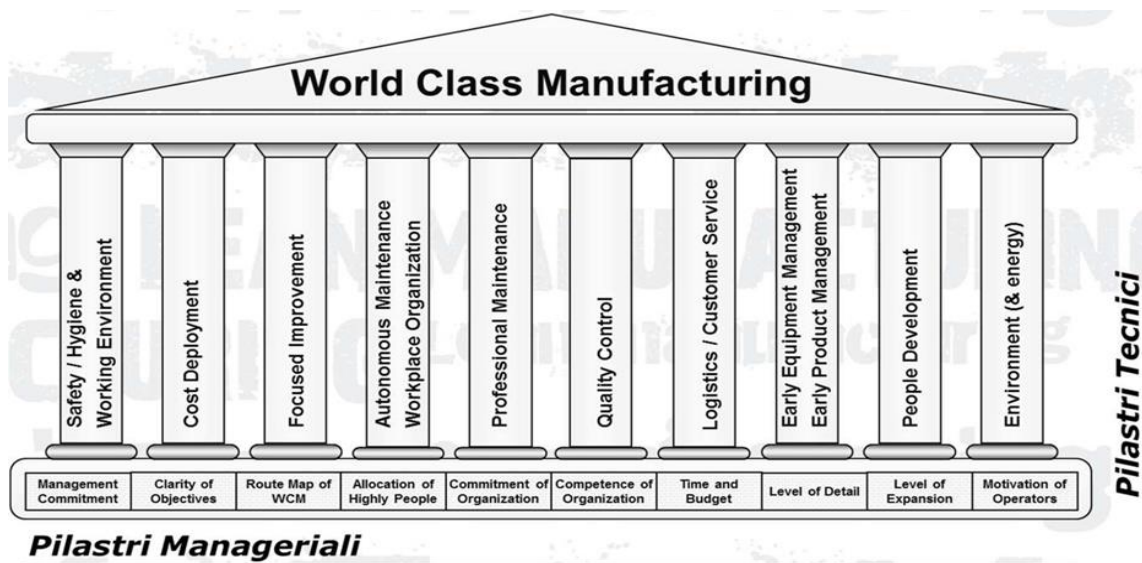 World Class Manufacturing
Safety / Hygiene &
Working Environment
Cost Deployment
Focused Improvement
Autonomous Maintenance
Workplace Organization
Professional Maintenance
Quality Control
Logistics / Customer Service
Early Equipment Management
Early Product Management
People Development
Environment (& energy)
Pilastri Tecnici
Management
Commitment
Clarity of
Objectives
Route Map of
WCM
Allocation of
Highly People
Commitment of
Organization
Competence of
Organization
Time and
Budget
Level of Detail
Level of
Expansion
Motivation of
Operators
Pilastri Manageriali
LEAN MANUFACTURING